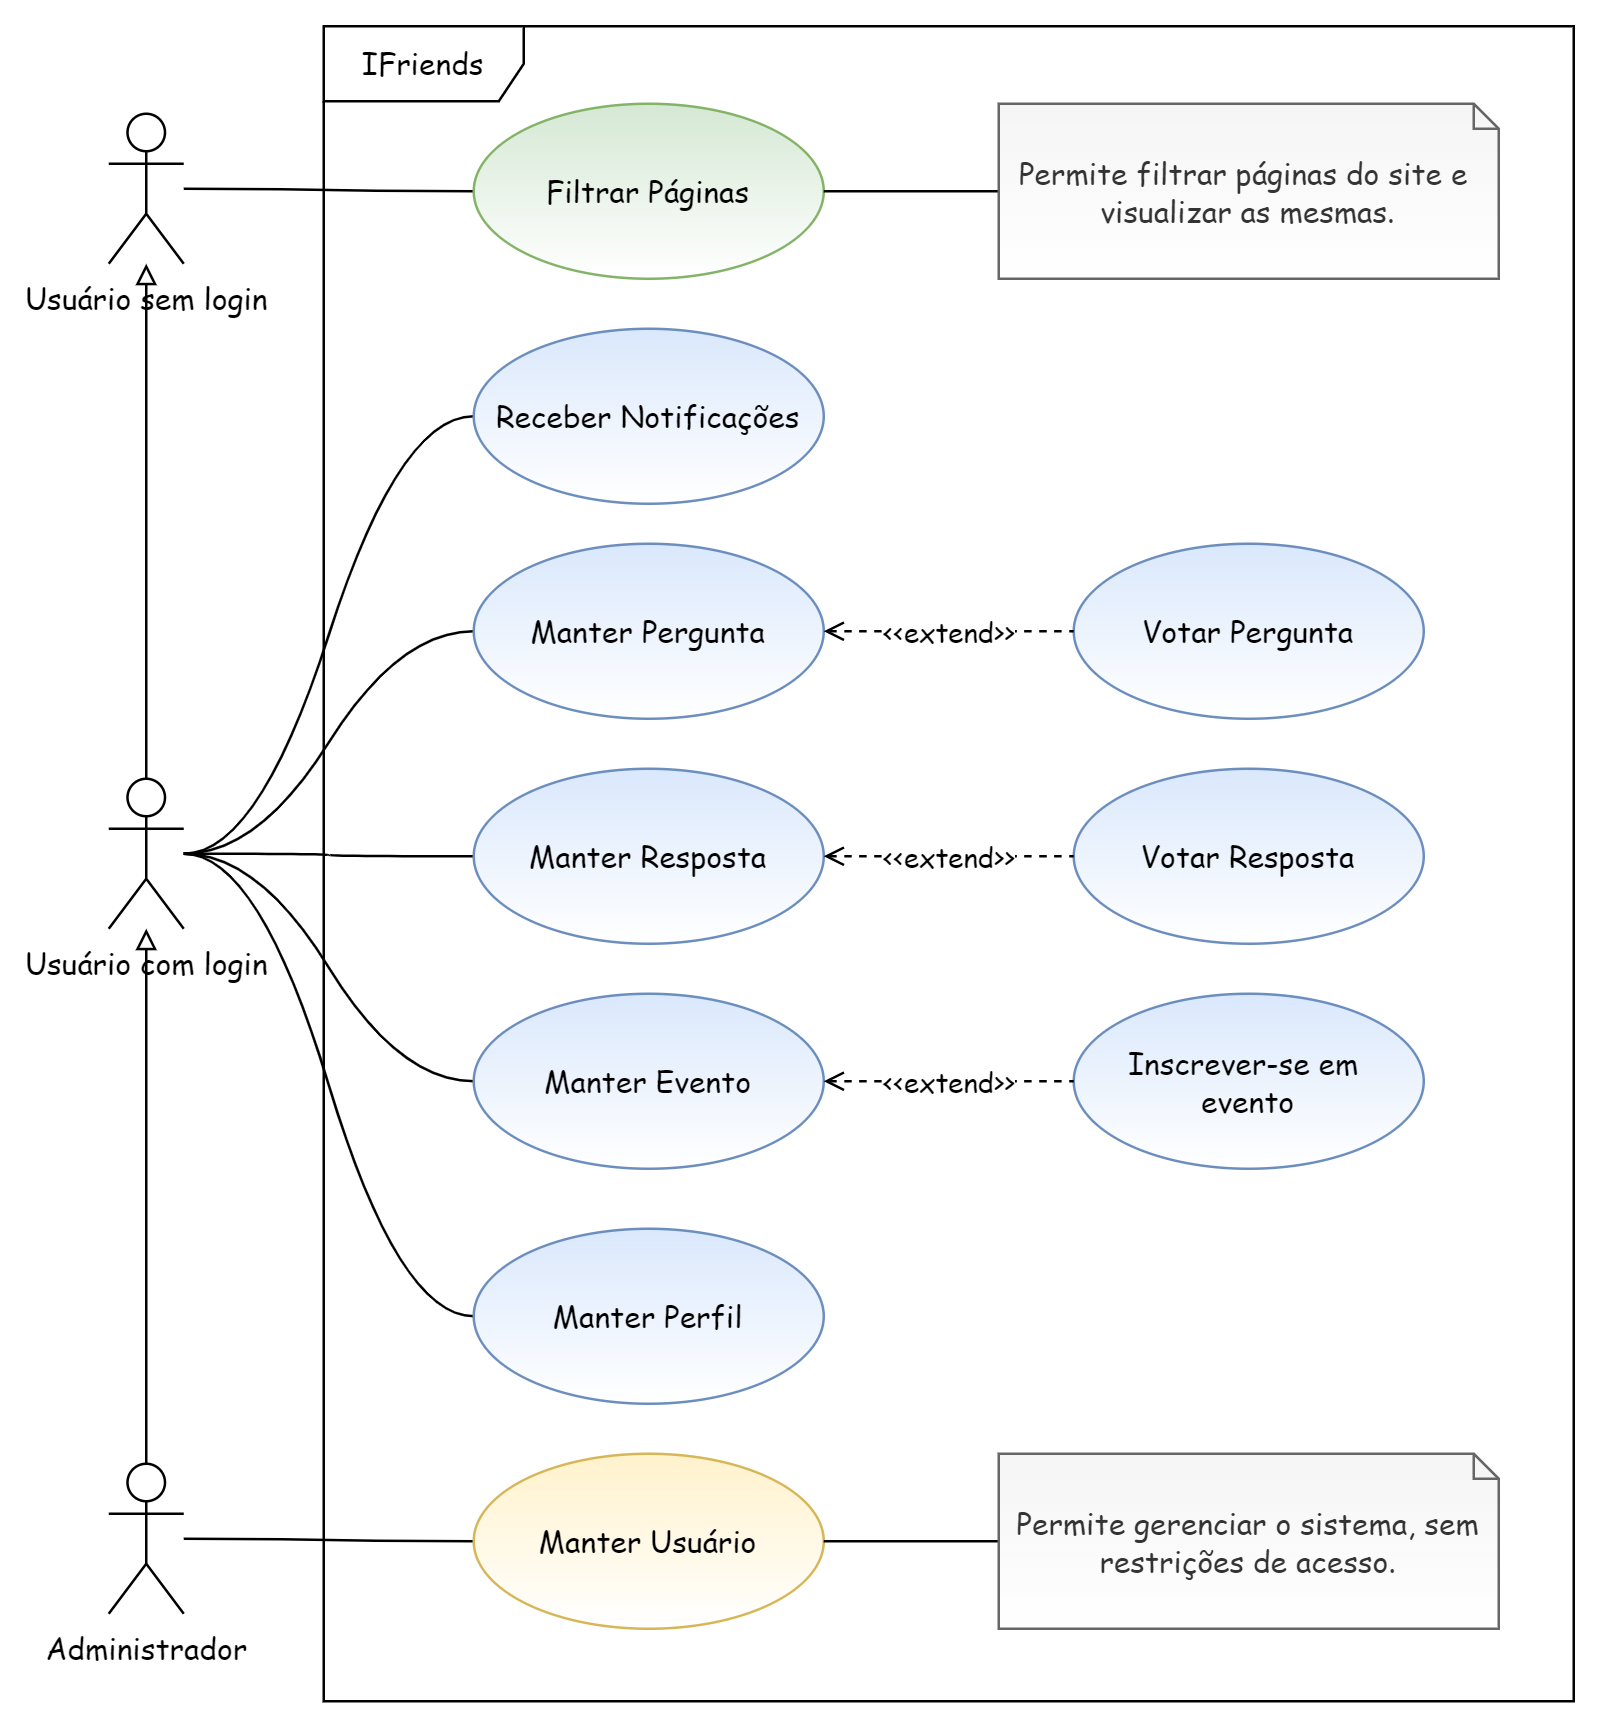 IFriends
Filtrar Páginas
Permite filtrar páginas do site e
visualizar as mesmas.
Usuário sem login
Receber Notificações
Manter Pergunta
<<extend>>
Votar Pergunta
Manter Resposta
<<extend>>
Votar Resposta
Usuário com login
Manter Evento
<<extend>>
Inscrever-se em
evento
Manter Perfil
Manter Usuário
Permite gerenciar o sistema, sem
restrições de acesso.
Administrador